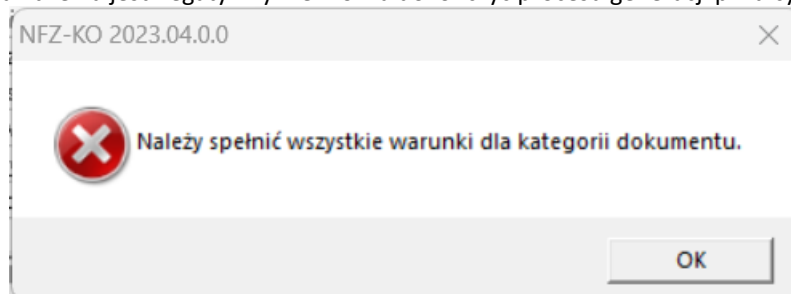 NFZ-KO 2023.04.0.0
Należy spełnić wszystkie warunki dla kategorii dokumentu.
OK